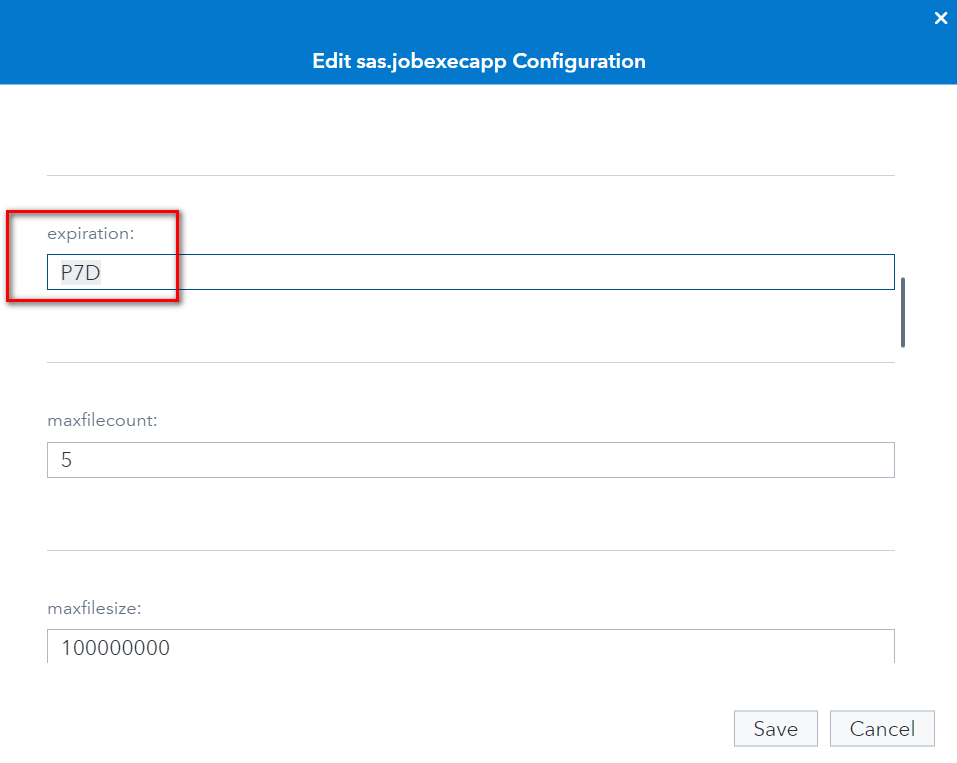 Edit sas.jobexecapp Configuration
expiration:
P7D
maxfilecount:
5
maxfilesize:
100000000
Save Cancel